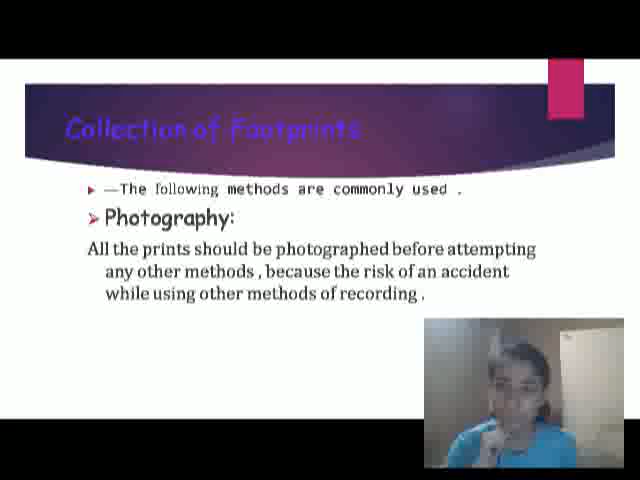 Collection of Footprints
—The following methods are commonly used .
Photography:
All the prints should be photographed before attempting
any other methods , because the risk of an accident
while using other methods of recording .